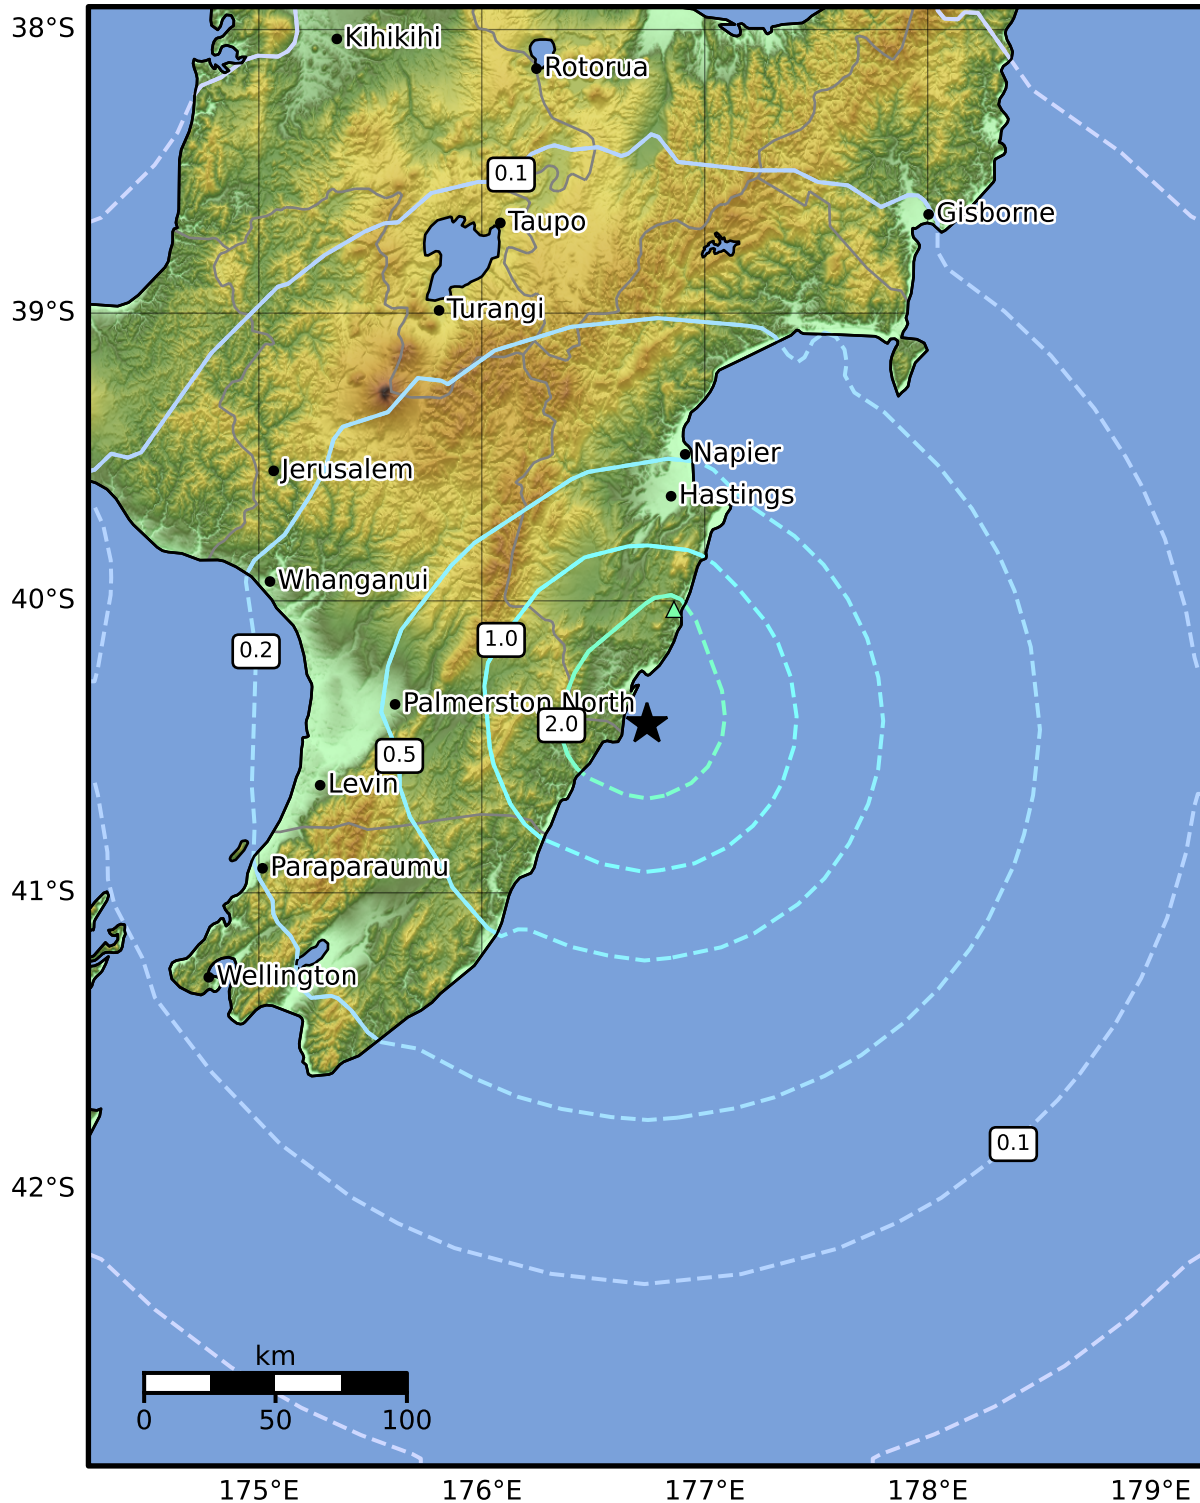 38°S
Kihikihi
Rotorua
0.1
Taupo
Gisborne
39°S
Turangi
Napier
Jerusalem
Hastings
Whanganui
40°S
1.0
0.2
Palmerston North
2.0
0.5
Levin
Paraparaumu
41°S
Wellington
0.1
42°S
km
0
50
100
175°E
176°E
177°E
178°E
179°E